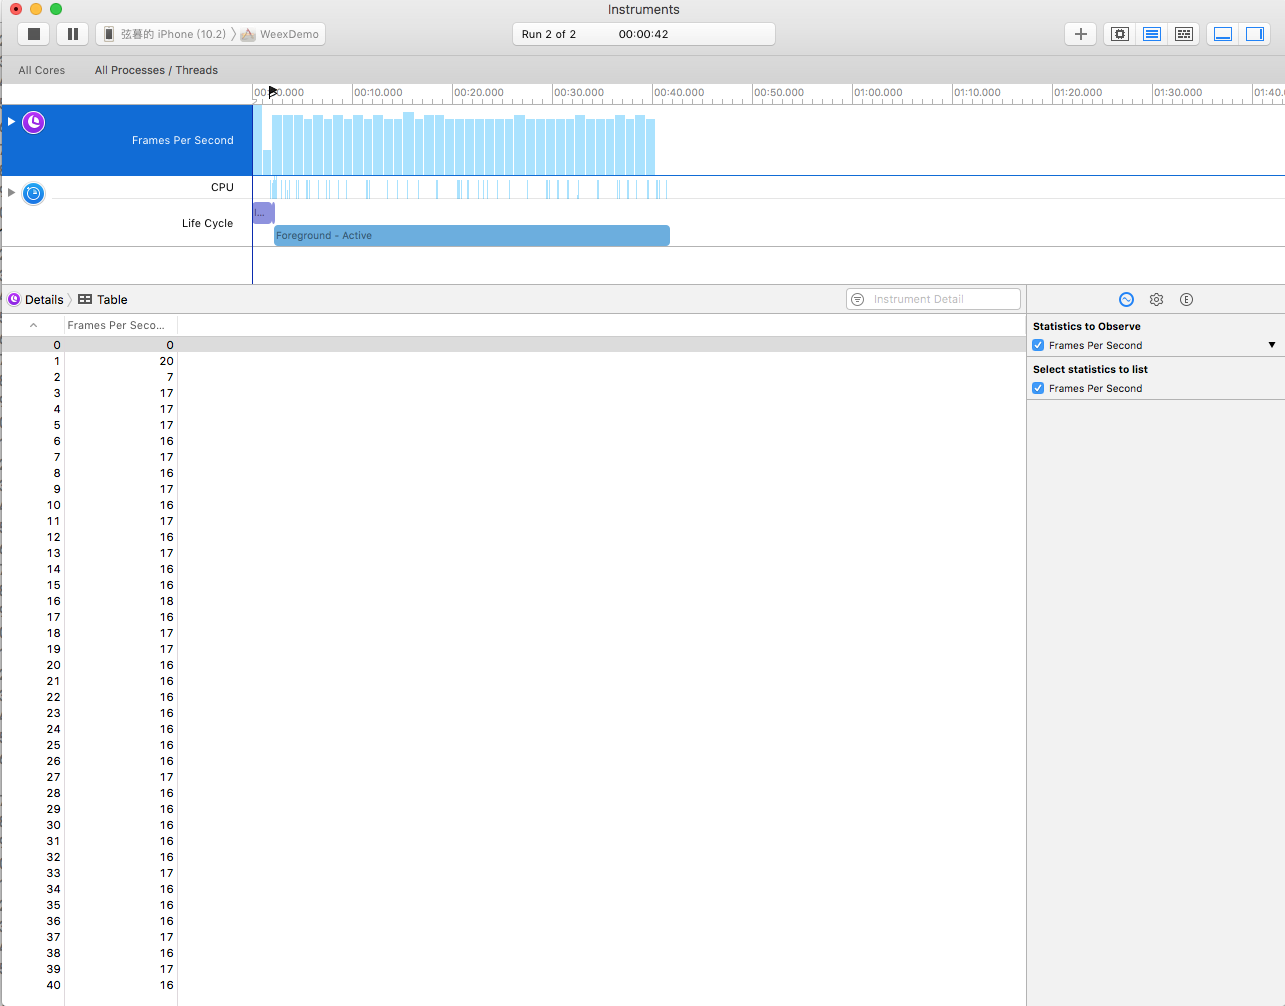 Instruments
弦暮的 iPhone (10.2) 〉 WeexDemo
Run 2 of 2 00:00:42
All Cores All Processes / Threads
00:10.000 00:20.000 00:30.000 00:40.000 00:50.000 01:00.000 01:10.000 01:20.000 01:30.000 01:40.
Frames Per Second
CPU
Life Cycle
I...
Foreground - Active
Details 〉 Table
Instrument Detail
Frames Per Seco...
0 0
1 20
2 7
3 17
4 17
5 17
6 16
7 17
8 16
9 17
10 16
11 17
12 16
13 17
14 16
15 16
16 18
17 16
18 17
19 17
20 16
21 16
22 16
23 16
24 16
25 16
26 16
27 17
28 16
29 16
30 16
31 16
32 16
33 17
34 16
35 16
36 16
37 17
38 16
39 17
40 16
E
Statistics to Observe
Frames Per Second
Select statistics to list
Frames Per Second